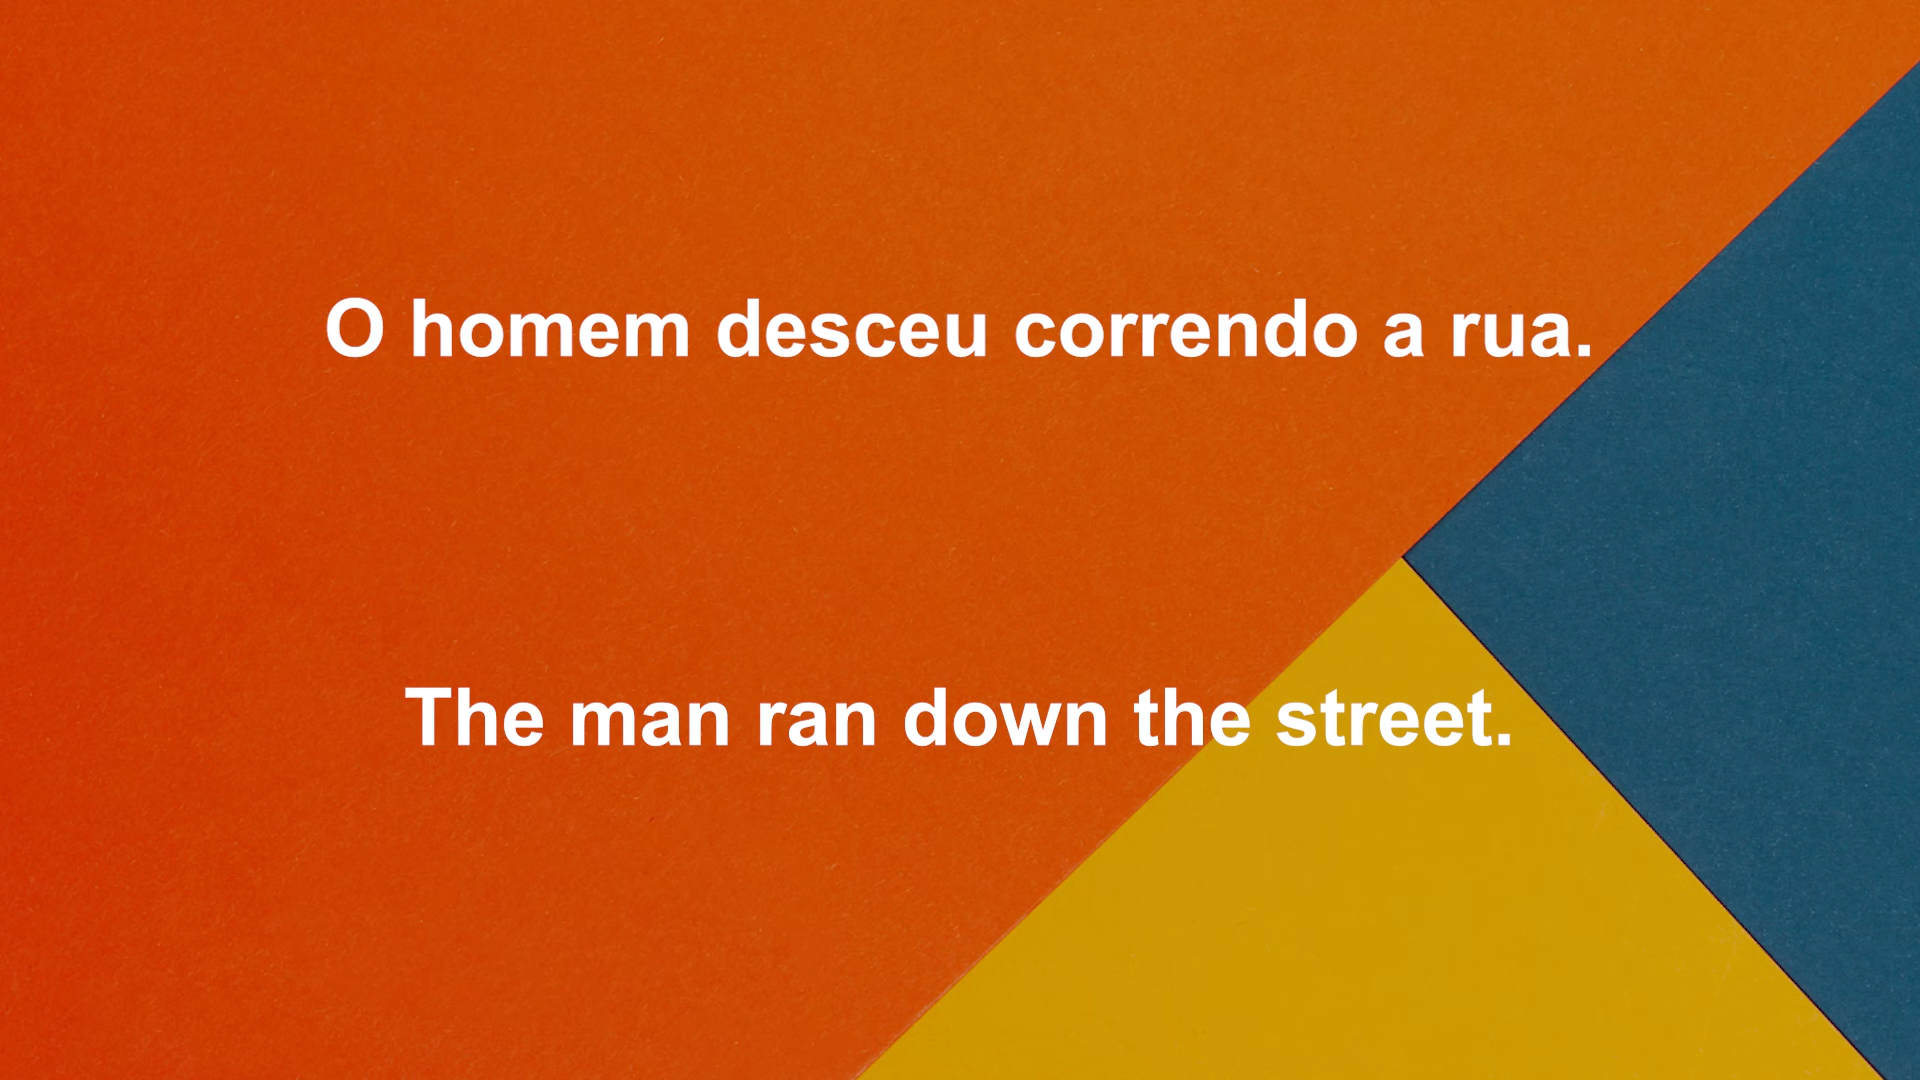 O homem desceu correndo a rua.
The man ran down the street.